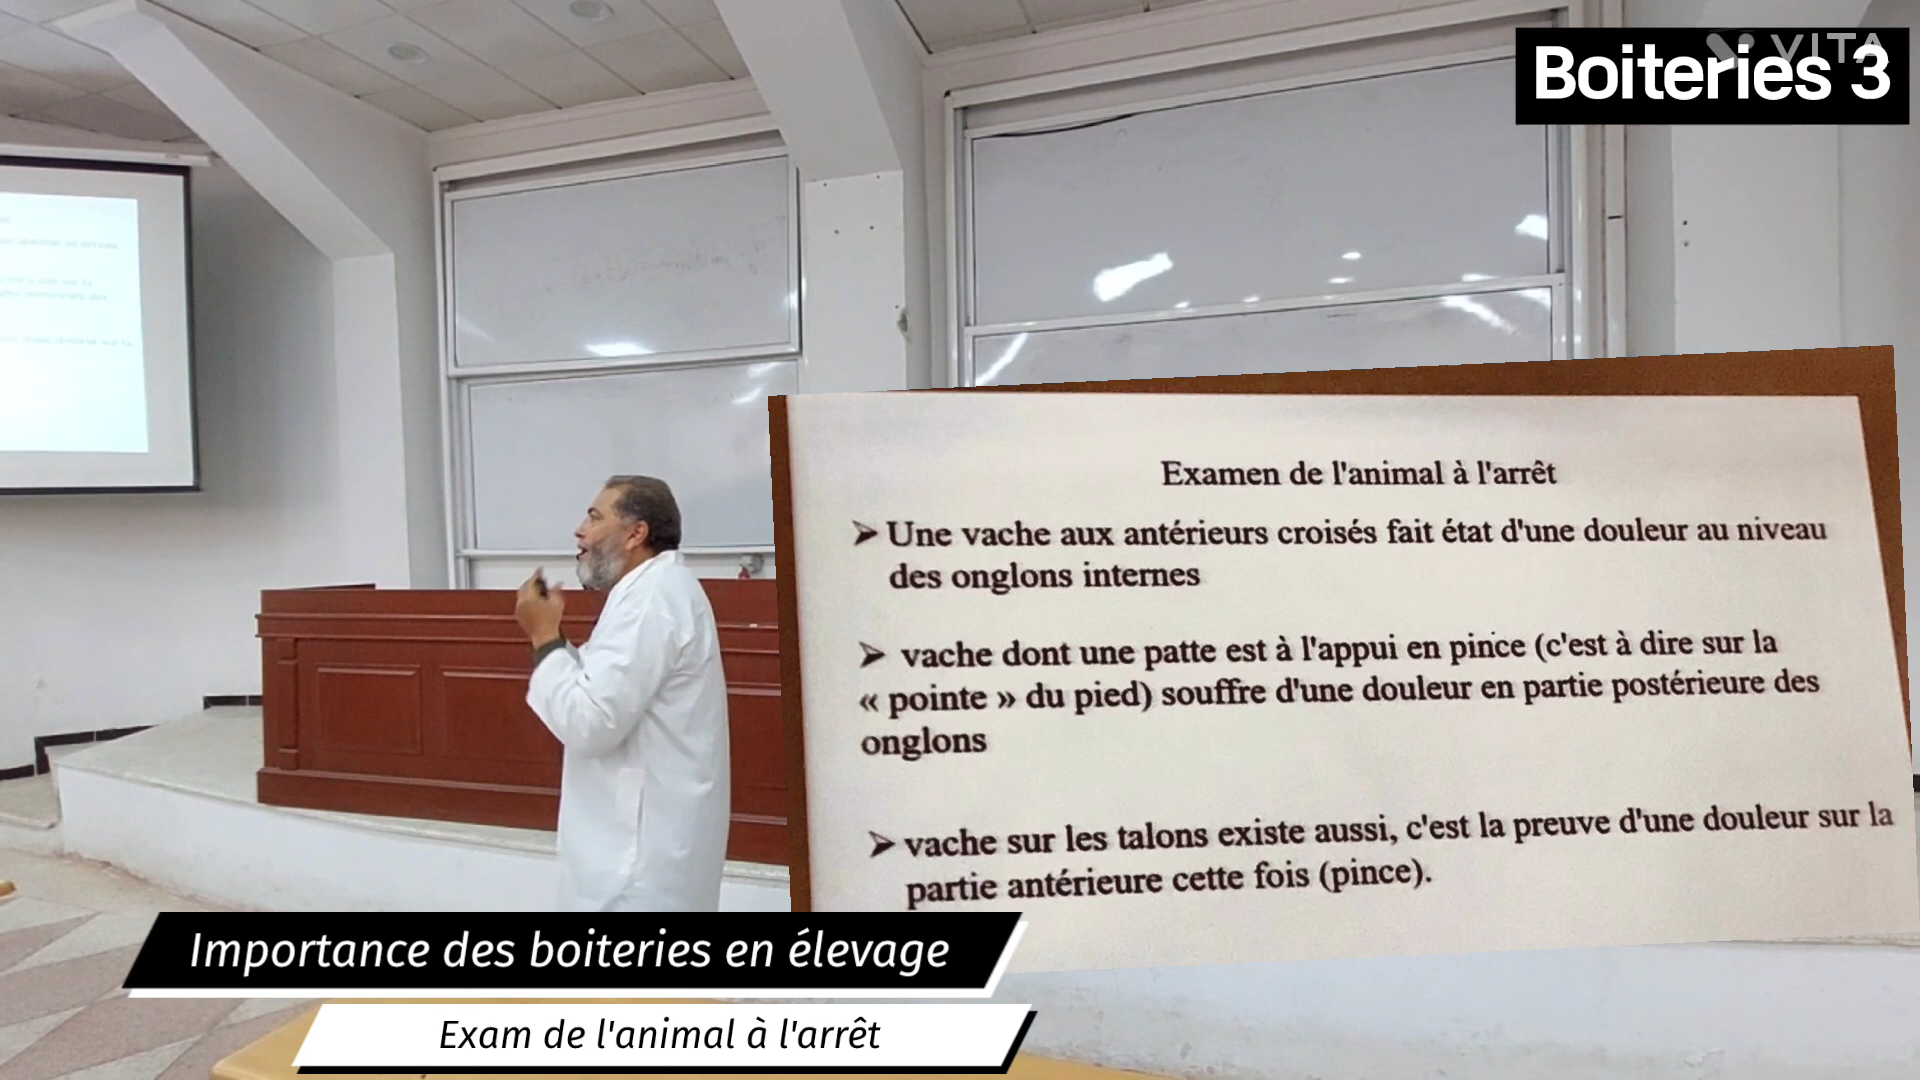 VITA
Boiteries 3
Examen de l'animal à l'arrêt
➢ Une vache aux antérieurs croisés fait état d'une douleur au niveau
des onglons internes
➢ vache dont une patte est à l'appui en pince (c'est à dire sur la
« pointe » du pied) souffre d'une douleur en partie postérieure des
onglons
➢ vache sur les talons existe aussi, c'est la preuve d'une douleur sur la
partie antérieure cette fois (pince).
Importance des boiteries en élevage
Exam de l'animal à l'arrêt